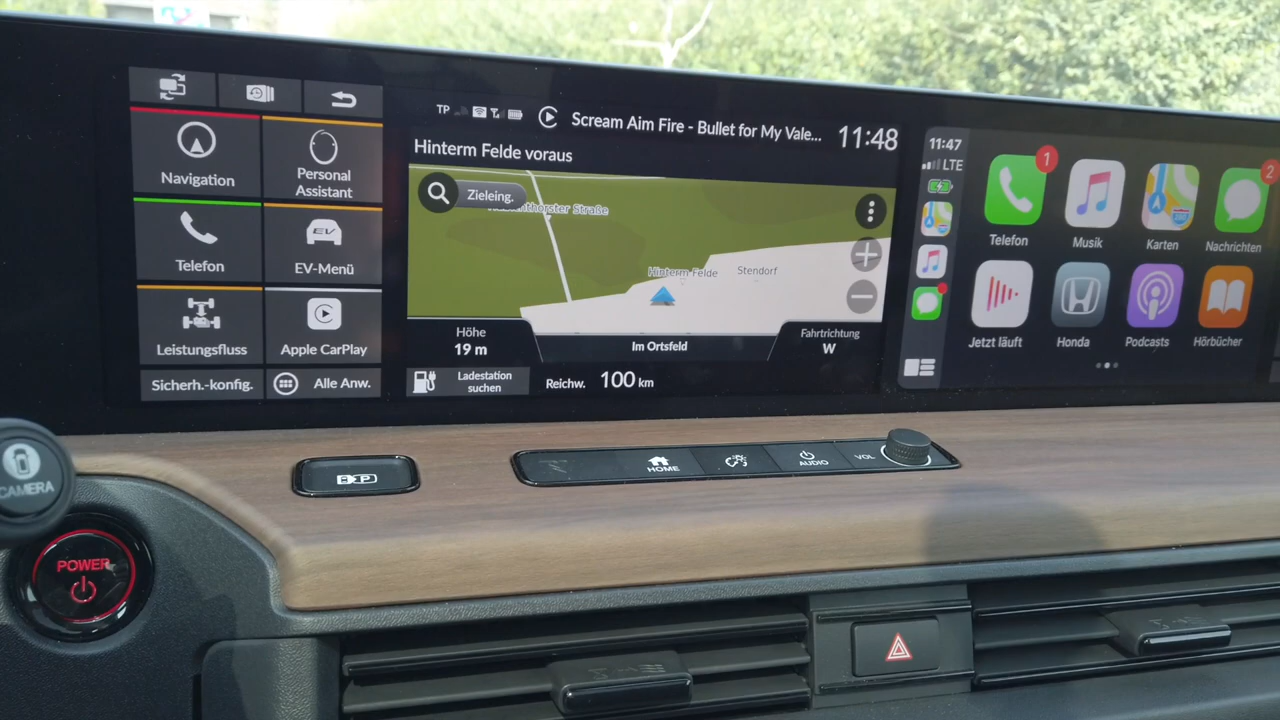 Navigation
Personal
Assistant
Telefon
EV
EV-Menü
Leistungsfluss
Apple CarPlay
Sicherh.-konfig.
Alle Anw.
TP
Scream Aim Fire - Bullet for My Vale...
11:48
Hinterm Felde voraus
Zieleing.
Hinterm Felde
Stendorf
Höhe
19 m
Im Ortsfeld
Fahrtrichtung
W
Ladestation
suchen
Reichw. 100 km
11:47
LTE
1
2
Telefon
Musik
Karten
Nachrichten
Jetzt läuft
Honda
Podcasts
Hörbücher
CAMERA
POWER
P
HOME
AUDIO
VOL